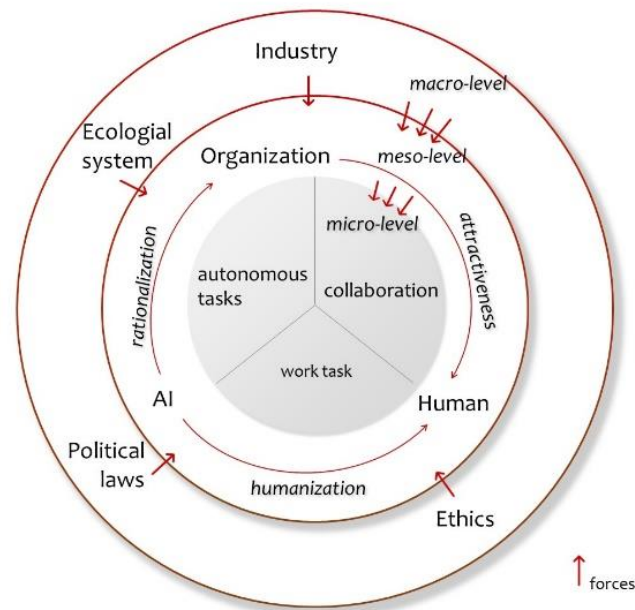 Industry
macro-level
Ecologial
system
Organization
meso-level
micro-level
rationalization
attractiveness
autonomous
tasks
collaboration
work task
AI
Human
Political
laws
humanization
Ethics
forces